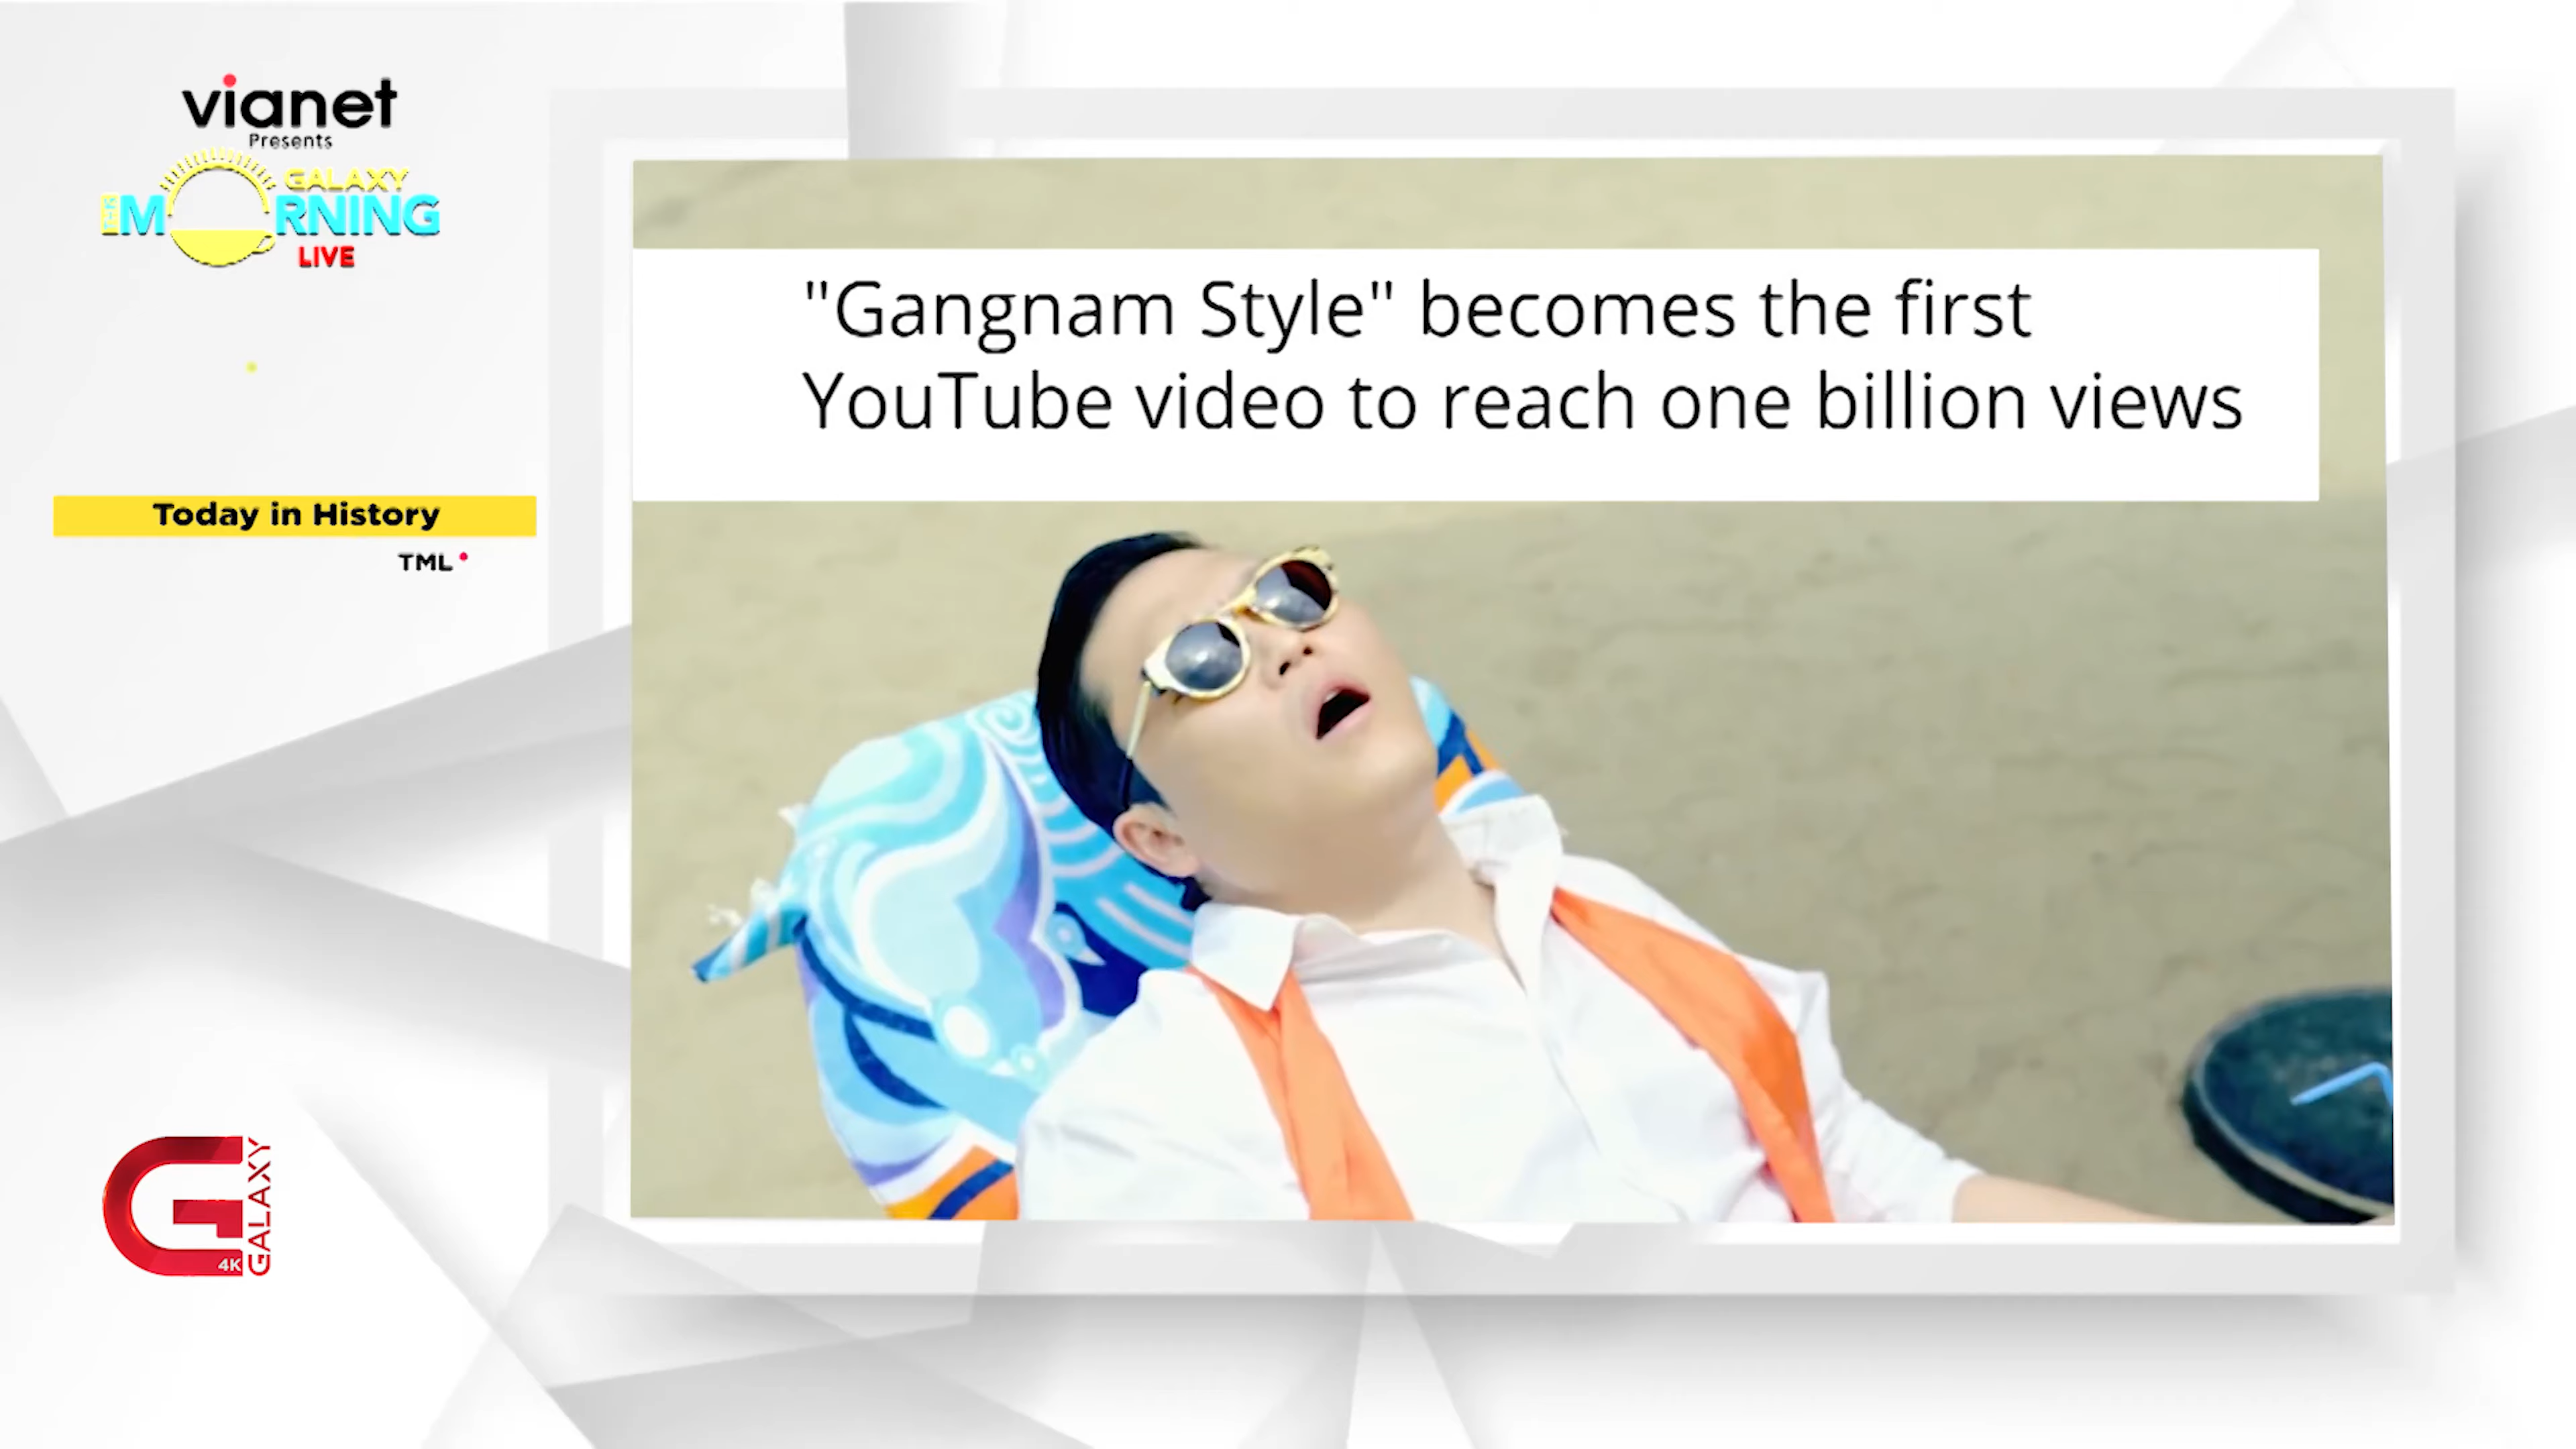 vianet
Presents
GALAXY
MORNING
LIVE
"Gangnam Style" becomes the first
YouTube video to reach one billion views
Today in History
TML
4K
GALAXY